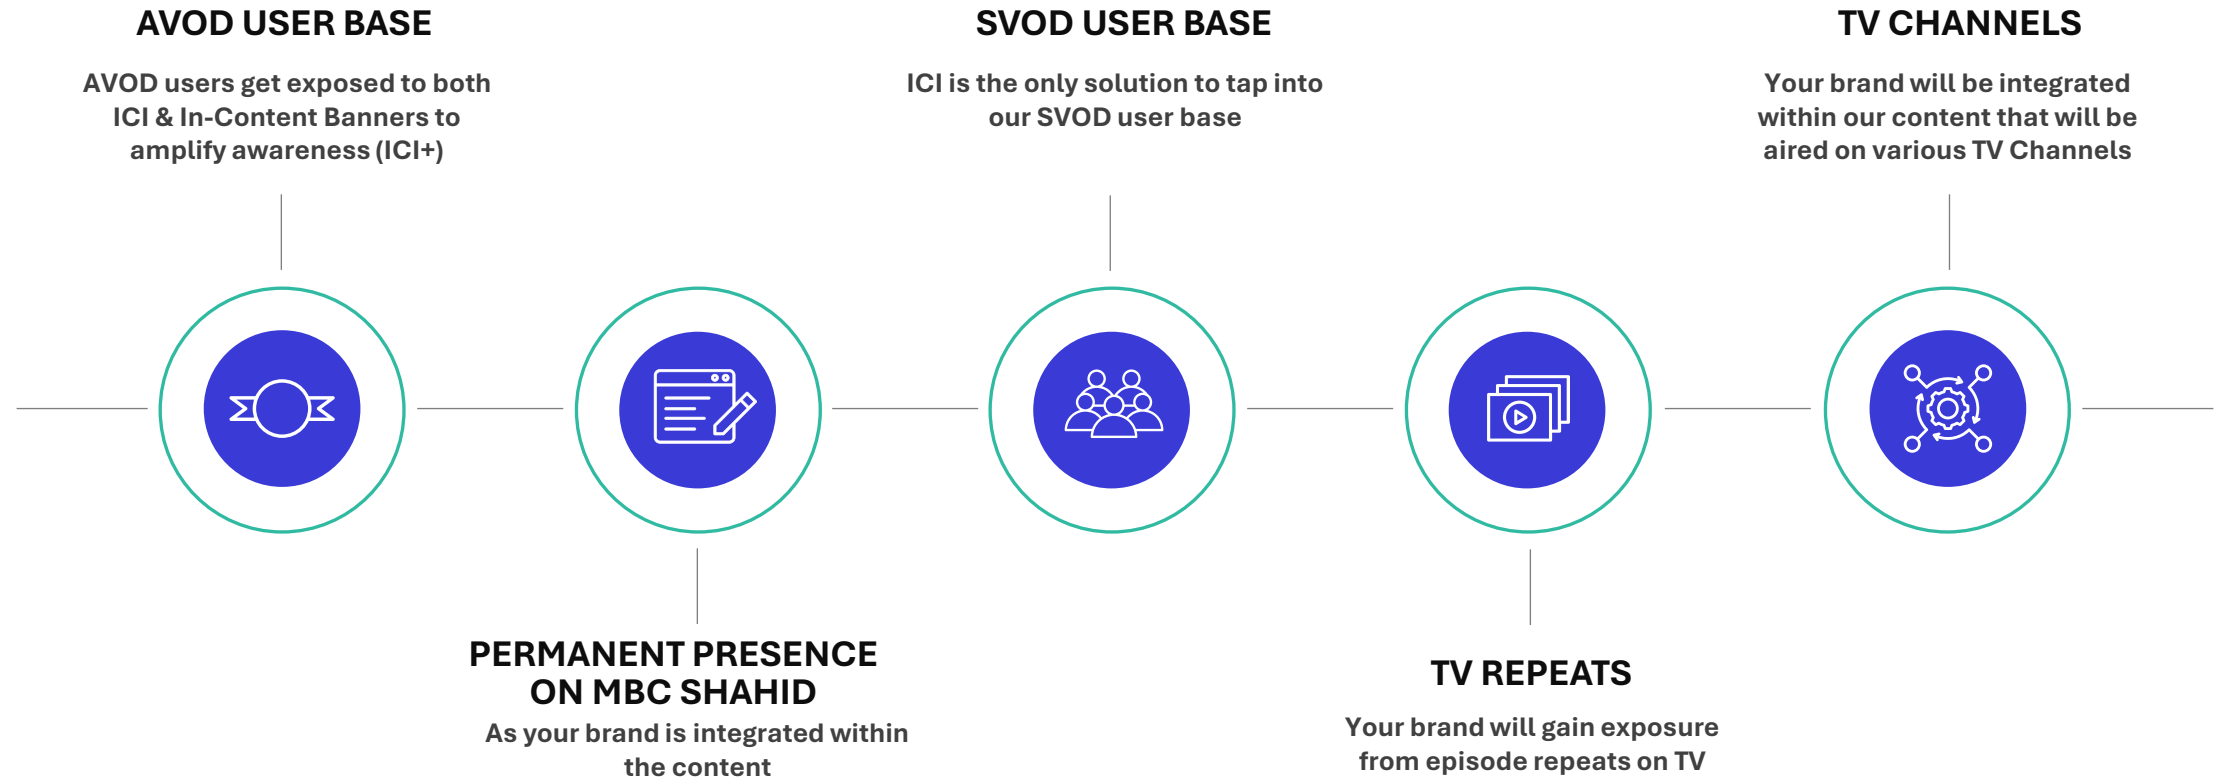 AVOD USER BASE
AVOD users get exposed to both
ICI & In-Content Banners to
amplify awareness (ICI+)
PERMANENT PRESENCE
ON MBC SHAHID
As your brand is integrated within
the content
SVOD USER BASE
ICI is the only solution to tap into
our SVOD user base
TV REPEATS
Your brand will gain exposure
from episode repeats on TV
TV CHANNELS
Your brand will be integrated
within our content that will be
aired on various TV Channels